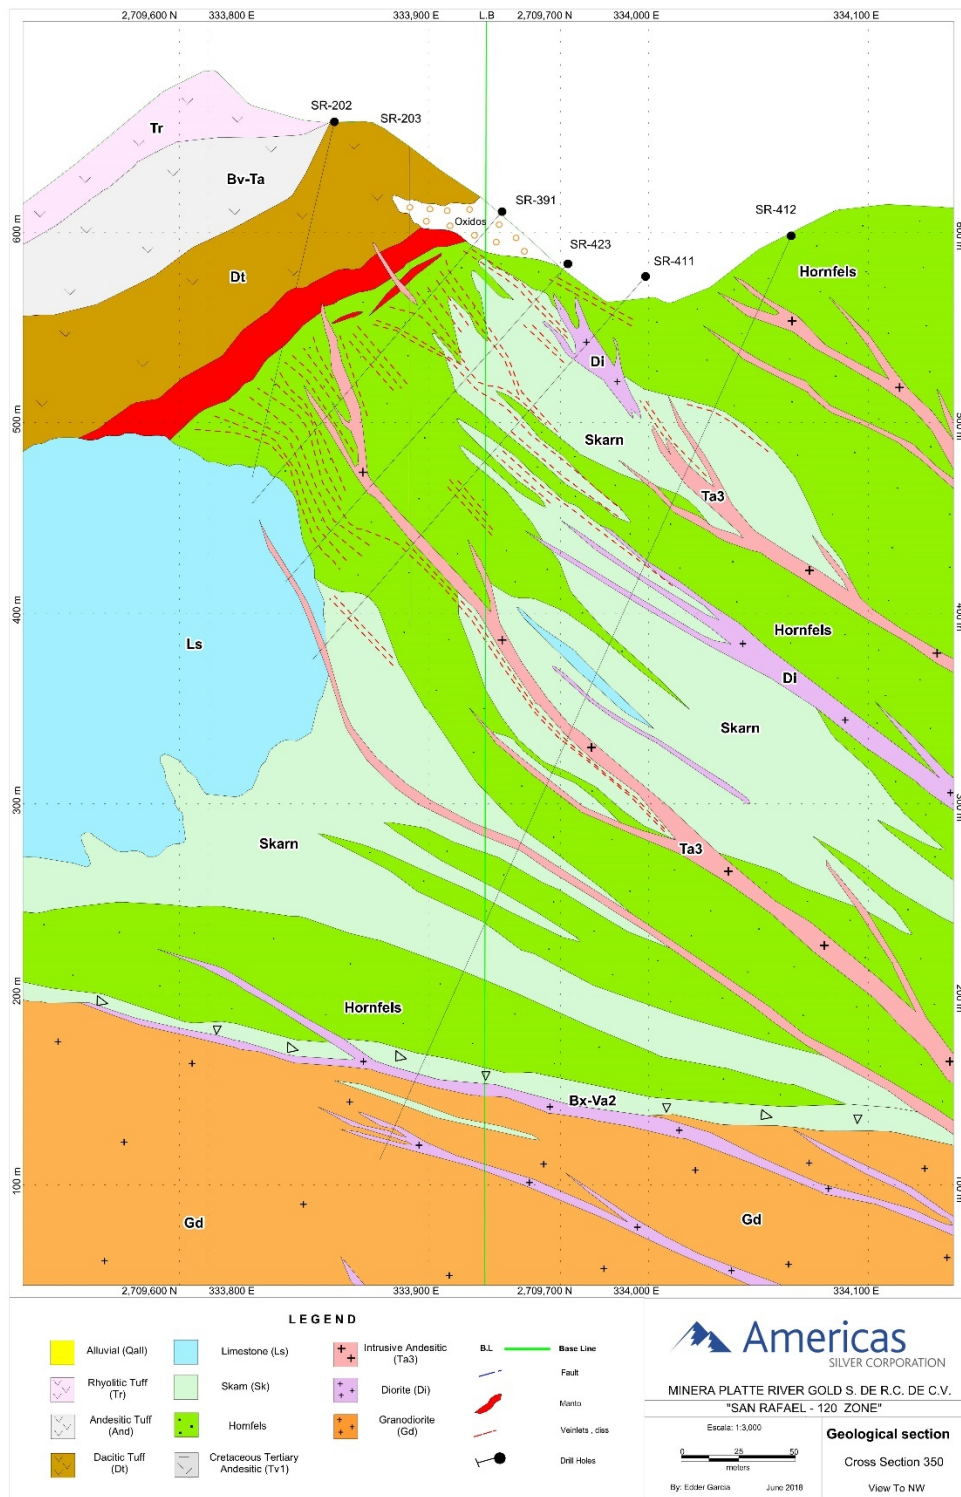 2,709,600 N 333,800 E 333,900 E L.B 2,709,700 N 334,000 E 334,100 E
SR-202
SR-203
Tr
Bv-Ta
SR-391
SR-412
Oxidos
600 m
600 m
SR-423
SR-411
Hornfels
Dt
Di
500 m
500 m
Skarn
Ta3
400 m
400 m
Ls
Hornfels
Di
Skarn
300 m
300 m
Skarn
Ta3
200 m
200 m
Hornfels
Bx-Va2
100 m
100 m
Gd
Gd
2,709,600 N 333,800 E 333,900 E 2,709,700 N 334,000 E 334,100 E
LEGEND
Alluvial (Qall)
Rhyolitic Tuff
(Tr)
Andesitic Tuff
(And)
Dacitic Tuff
(Dt)
Limestone (Ls)
Skarn (Sk)
Hornfels
Cretaceous Tertiary
Andesitic (Tv1)
Intrusive Andesitic
(Ta3)
Diorite (Di)
Granodiorite
(Gd)
B.L Base Line
Fault
Manto
Veinlets , diss
Drill Holes
Americas
SILVER CORPORATION
MINERA PLATTE RIVER GOLD S. DE R.C. DE C.V.
"SAN RAFAEL - 120 ZONE"
Escala: 1:3,000
0 25 50
meters
By: Edder Garcia June 2018
Geological section
Cross Section 350
View To NW